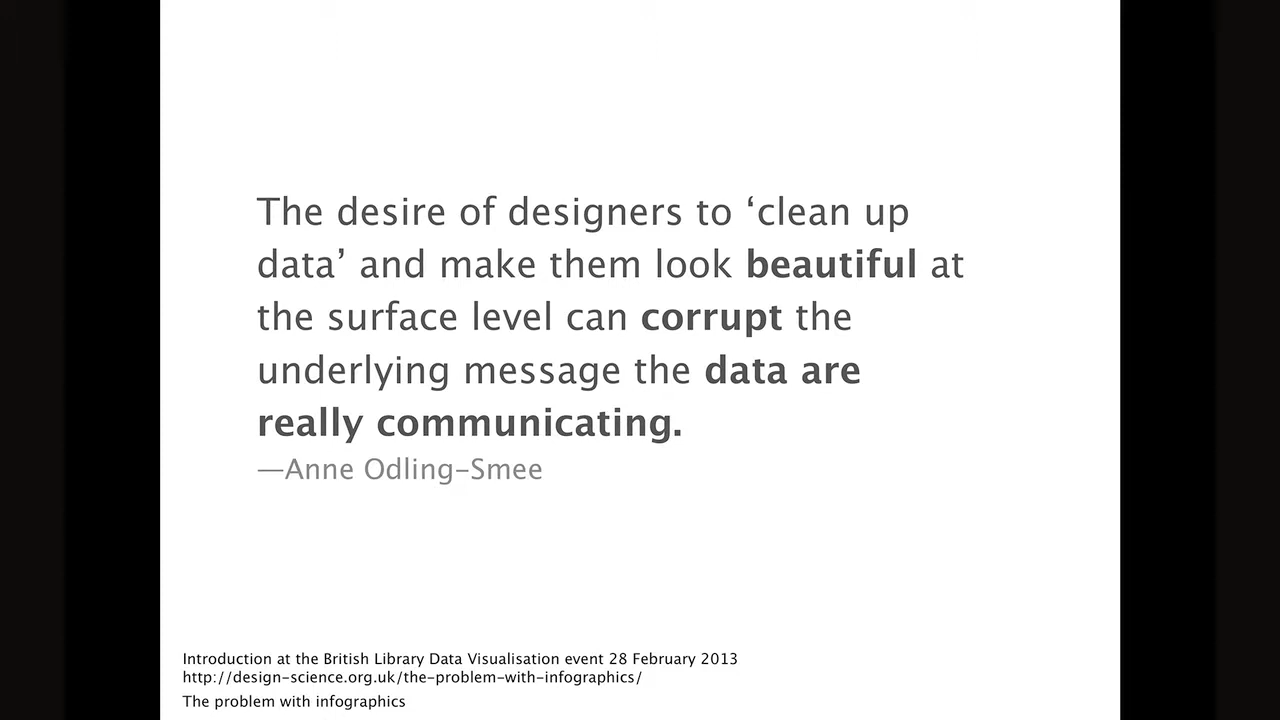 The desire of designers to ‘clean up
data’ and make them look beautiful at
the surface level can corrupt the
underlying message the data are
really communicating.
—Anne Odling-Smee
Introduction at the British Library Data Visualisation event 28 February 2013
http://design-science.org.uk/the-problem-with-infographics/
The problem with infographics